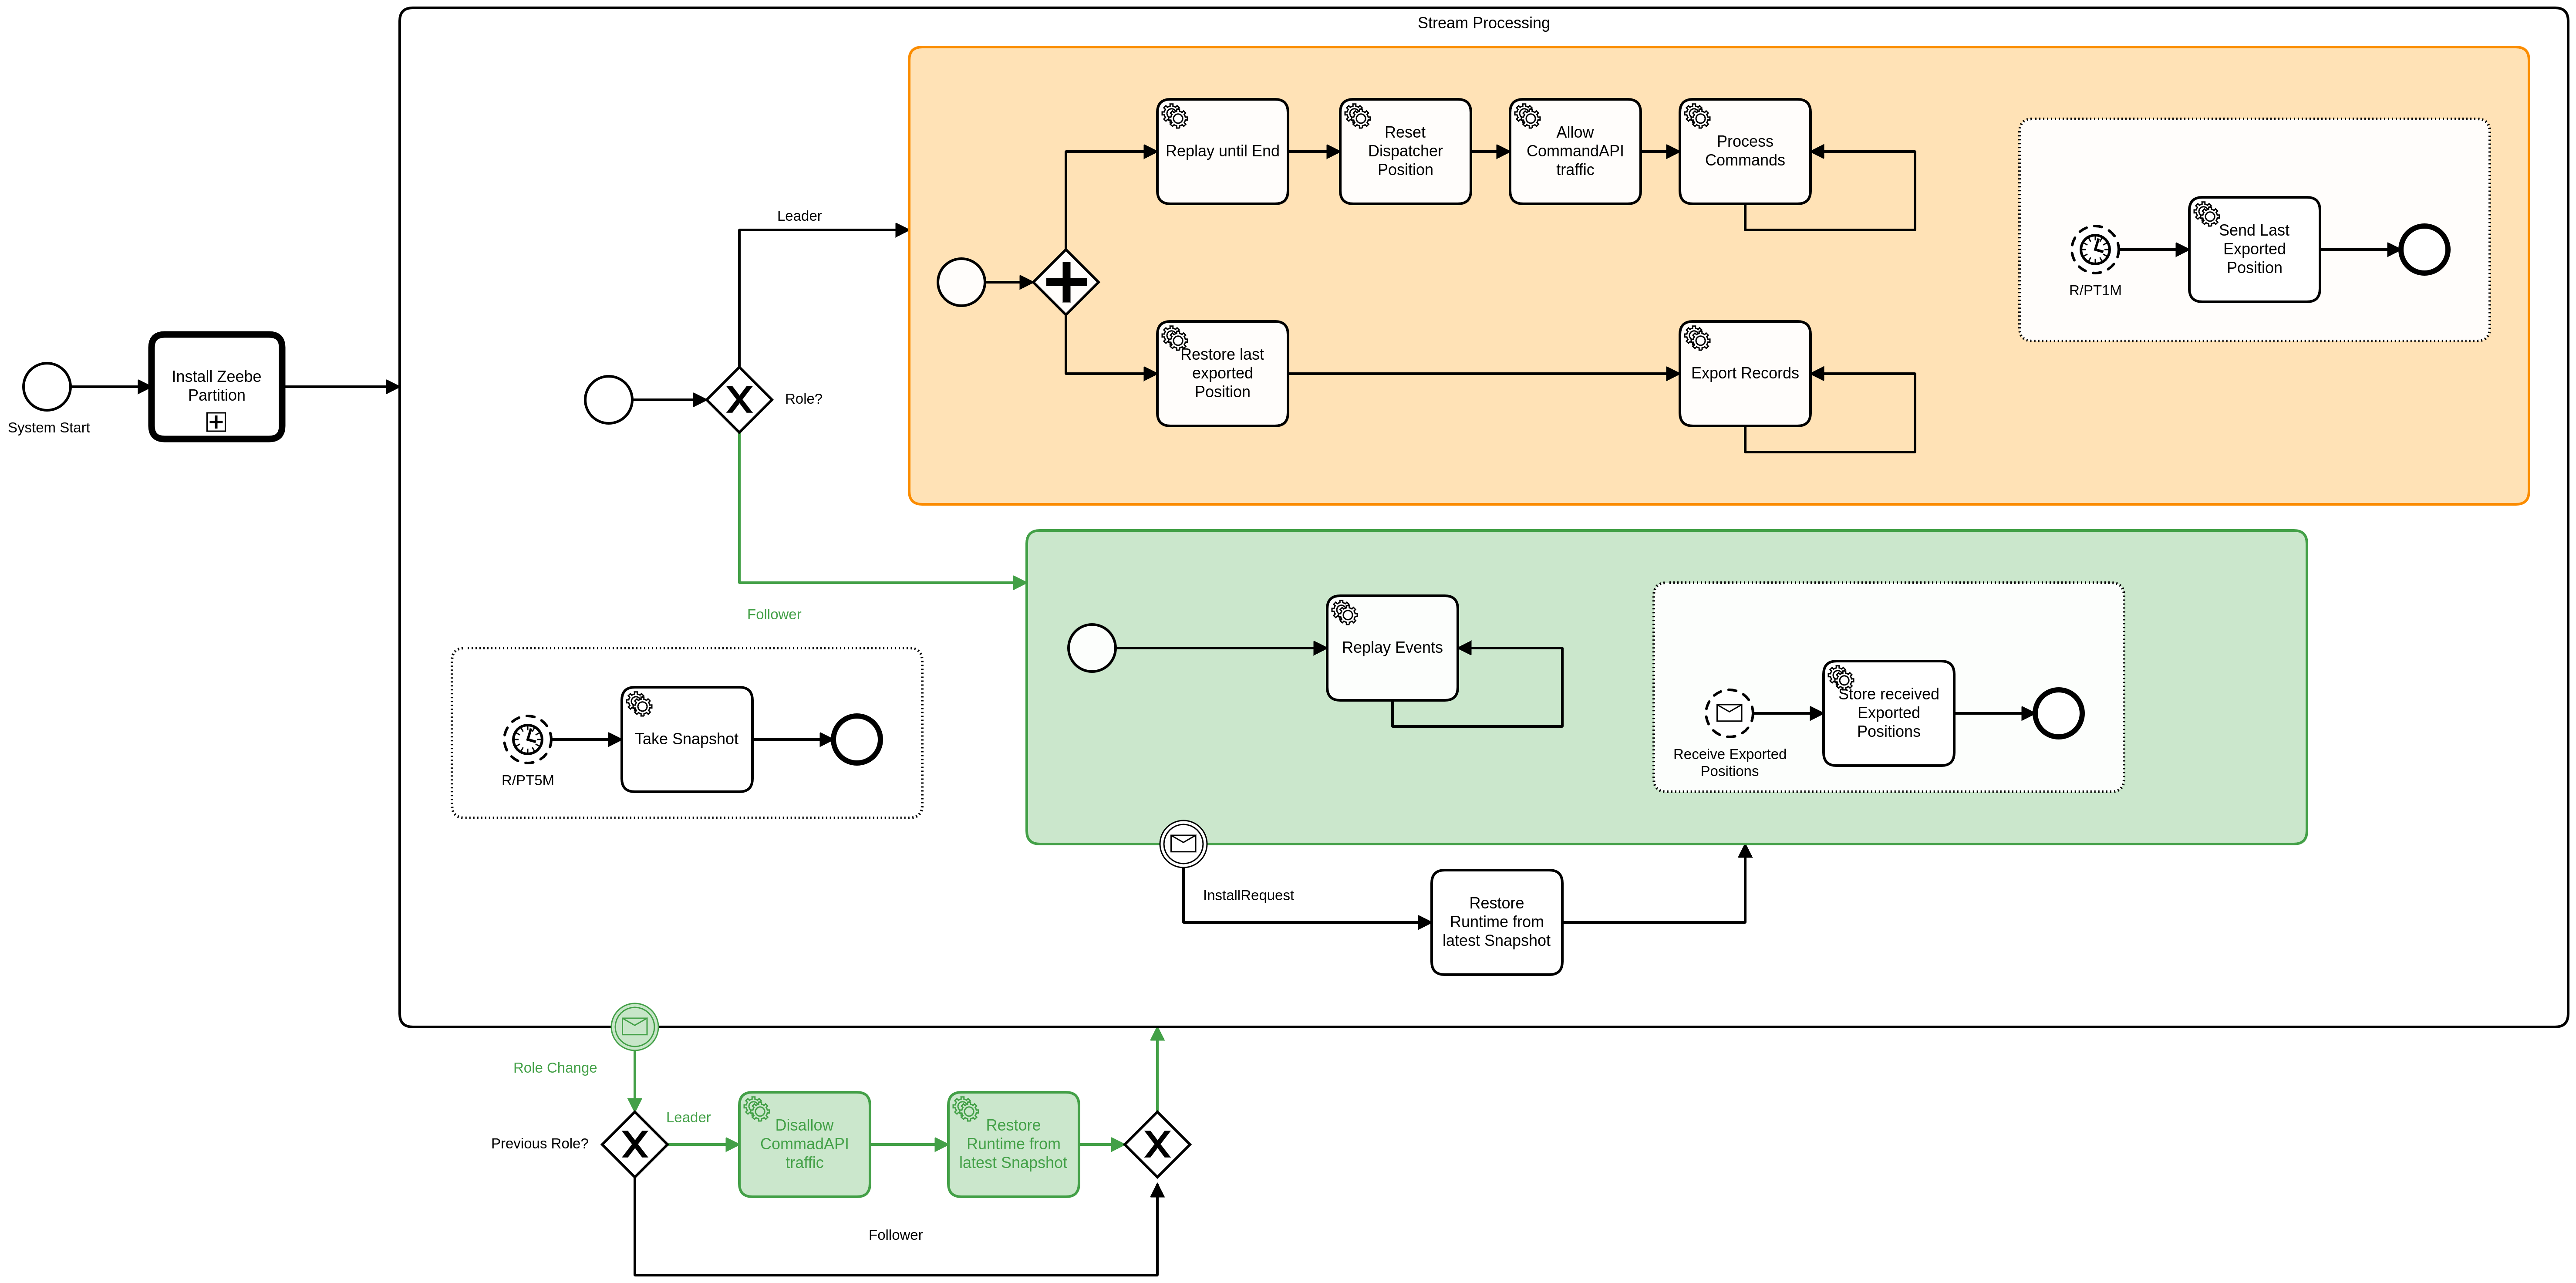 Stream Processing
Replay until End
Reset
Dispatcher
Position
Allow
CommandAPI
traffic
Process
Commands
Leader
Send Last
Exported
Position
R/PT1M
System Start
Install Zeebe
Partition
Role?
Restore last
exported
Position
Export Records
Follower
Replay Events
Store received
Exported
Positions
Receive Exported
Positions
Take Snapshot
R/PT5M
InstallRequest
Restore
Runtime from
latest Snapshot
Role Change
Previous Role?
Leader
Disallow
CommadAPI
traffic
Restore
Runtime from
latest Snapshot
Follower